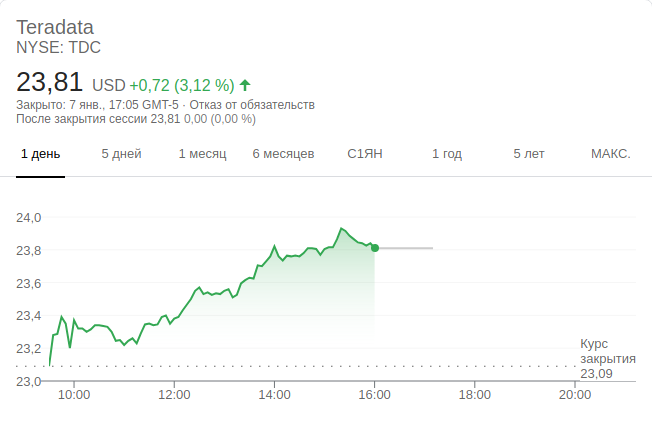 Teradata
NYSE: TDC
23,81 USD +0,72 (3,12 %)
Закрыто: 7 янв., 17:05 GMT-5 · Отказ от обязательств
После закрытия сессии 23,81 0,00 (0,00 %)
1 день 5 дней 1 месяц 6 месяцев С1ЯН 1 год 5 лет МАКС.
24,0
23,8
23,6
23,4
23,2
23,0
Курс
закрытия
23,09
10:00 12:00 14:00 16:00 18:00 20:00